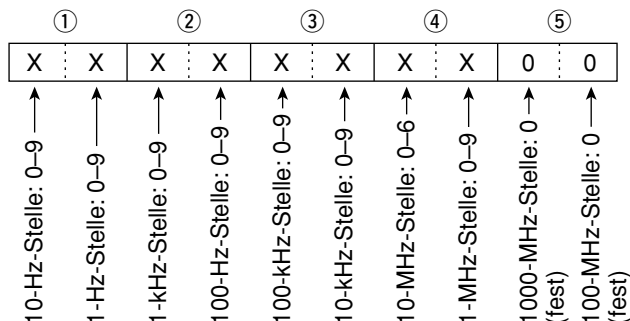 ① ② ③ ④ ⑤
X X X X X X X X 0 0
10-Hz-Stelle: 0–9
1-Hz-Stelle: 0–9
1-kHz-Stelle: 0–9
100-Hz-Stelle: 0–9
100-kHz-Stelle: 0–9
10-kHz-Stelle: 0–9
10-MHz-Stelle: 0–6
1-MHz-Stelle: 0–9
1000-MHz-Stelle: 0
(fest)
100-MHz-Stelle: 0
(fest)